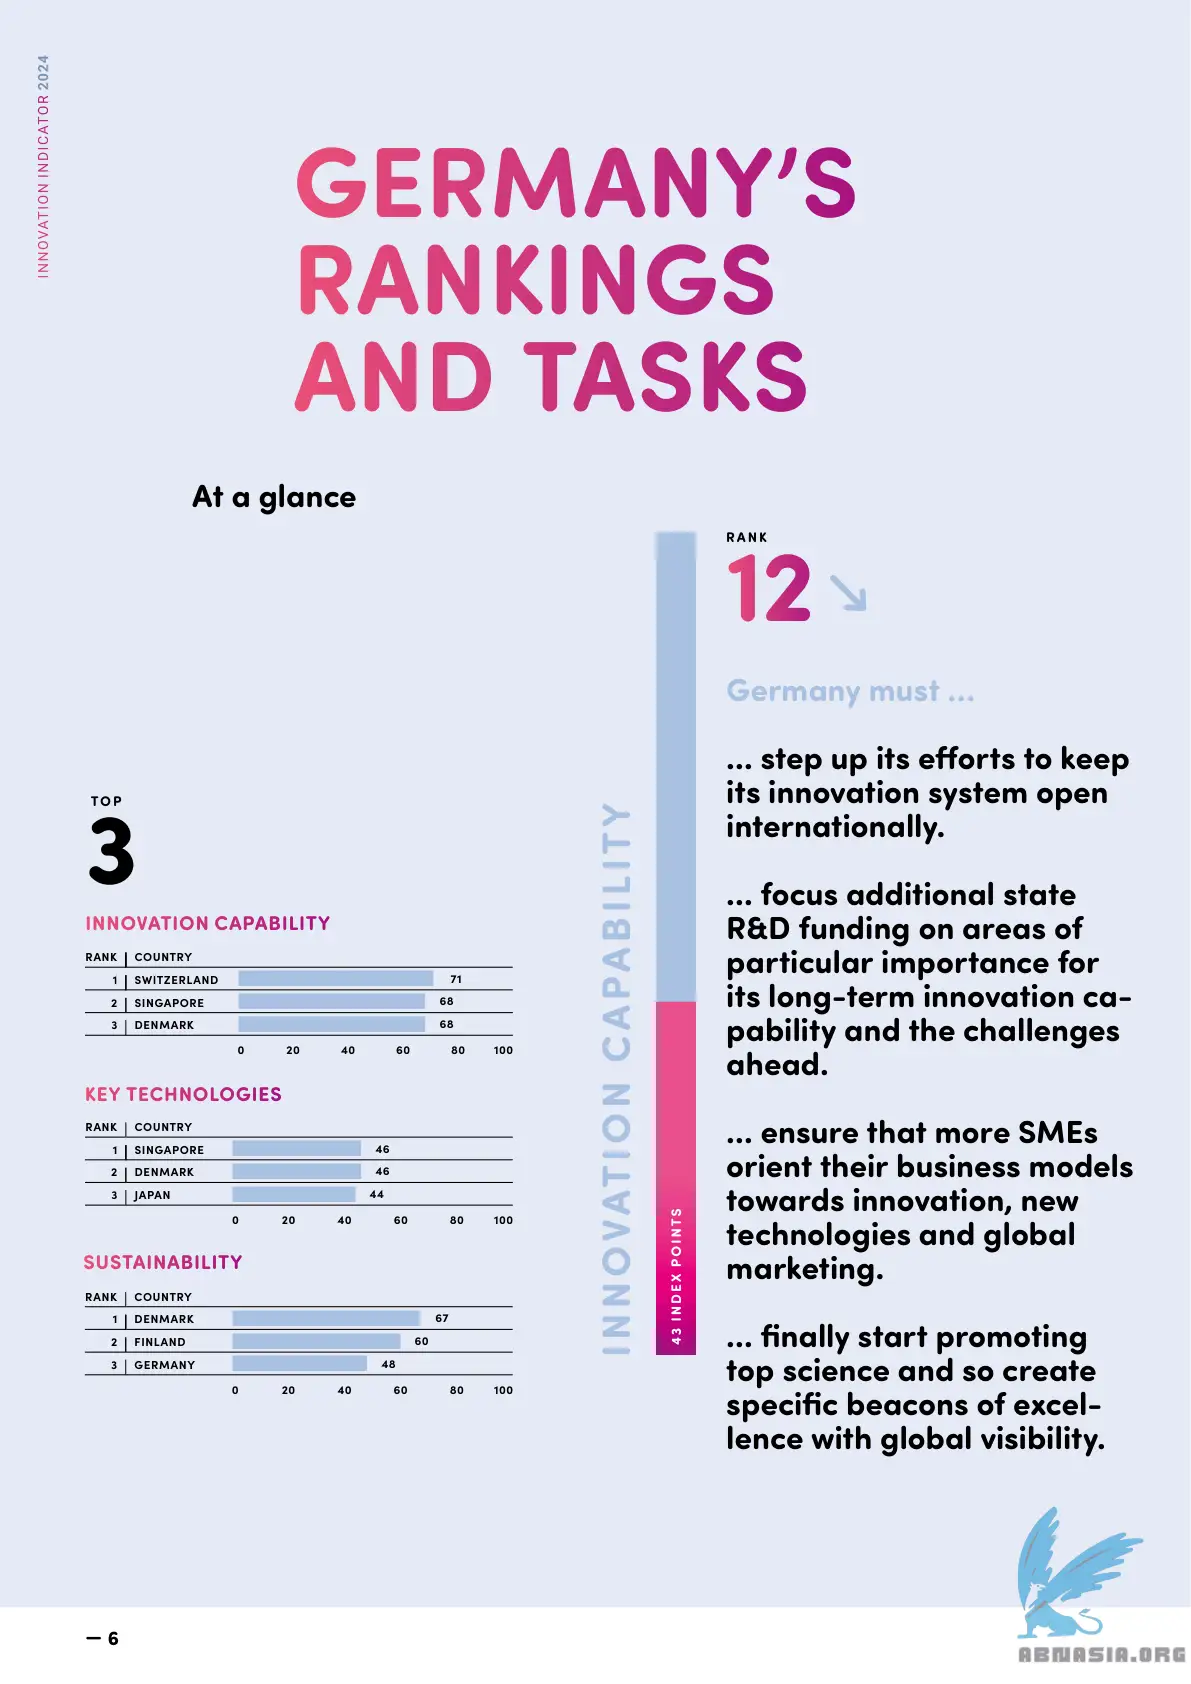 INNOVATION INDICATOR 2024
GERMANY'S
RANKINGS
AND TASKS
At a glance
TOP
3
INNOVATION CAPABILITY
RANK | COUNTRY
1 | SWITZERLAND 71
2 | SINGAPORE 68
3 | DENMARK 68
0 20 40 60 80 100
KEY TECHNOLOGIES
RANK | COUNTRY
1 | SINGAPORE 46
2 | DENMARK 46
3 | JAPAN 44
0 20 40 60 80 100
SUSTAINABILITY
RANK | COUNTRY
1 | DENMARK 67
2 | FINLAND 60
3 | GERMANY 48
0 20 40 60 80 100
INNOVATION CAPABILITY
43 INDEX POINTS
RANK
12
Germany must ...
... step up its efforts to keep
its innovation system open
internationally.
... focus additional state
R&D funding on areas of
particular importance for
its long-term innovation ca-
pability and the challenges
ahead.
... ensure that more SMEs
orient their business models
towards innovation, new
technologies and global
marketing.
... finally start promoting
top science and so create
specific beacons of excel-
lence with global visibility.
— 6
ABNASIA.ORG